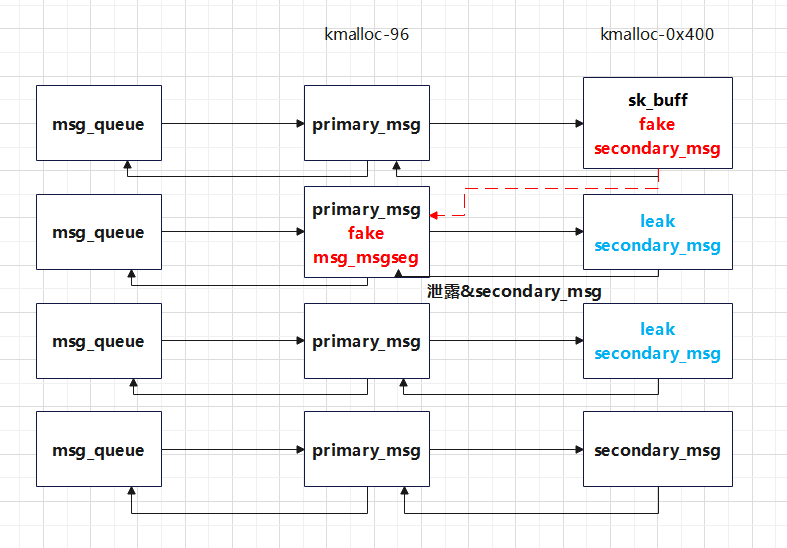 kmalloc-96
kmalloc-0x400
msg_queue
primary_msg
sk_buff
fake
secondary_msg
msg_queue
primary_msg
fake
msg_msgseg
leak
secondary_msg
泄露&secondary_msg
msg_queue
primary_msg
leak
secondary_msg
msg_queue
primary_msg
secondary_msg